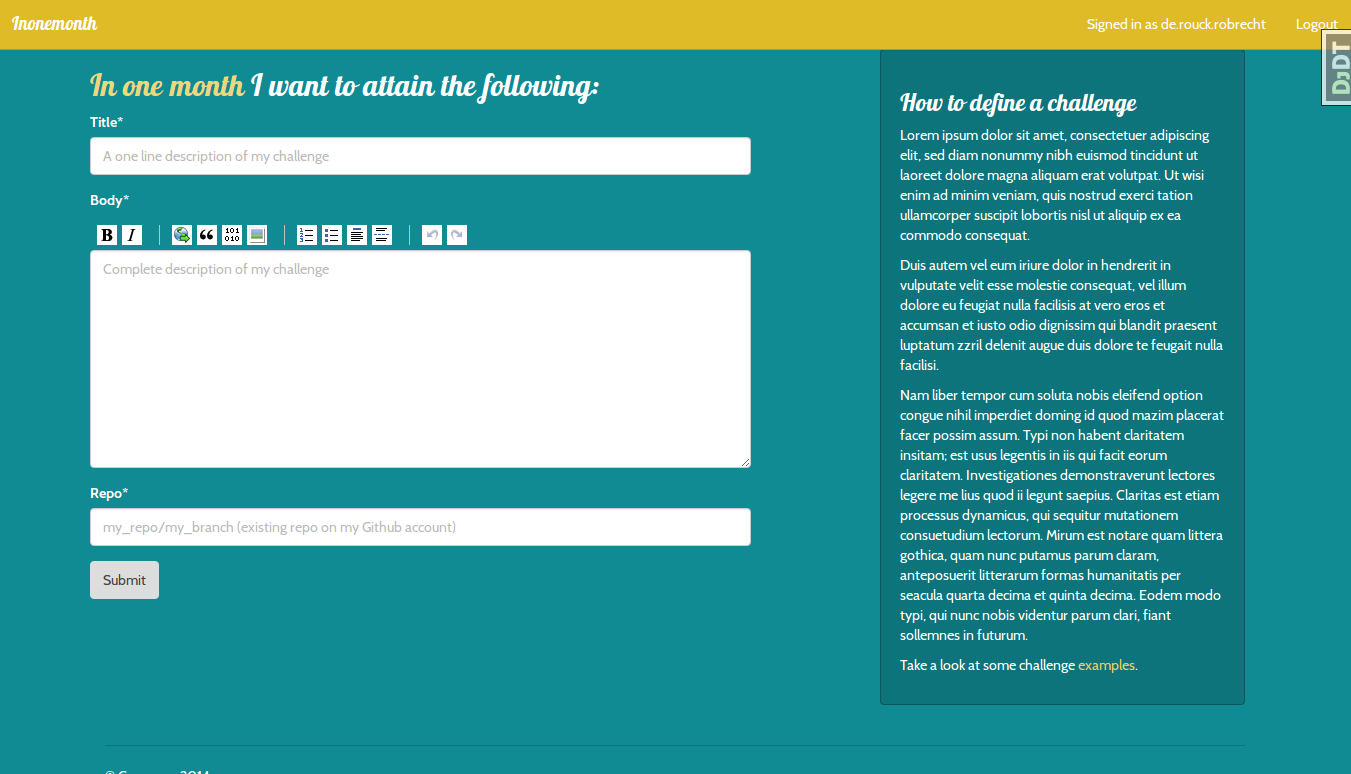 Inonemonth
Signed in as de.rouck.robrecht
Logout
DjDT
In one month I want to attain the following:
Title*
A one line description of my challenge
Body*
B I
101
010
Complete description of my challenge
Repo*
my_repo/my_branch (existing repo on my Github account)
Submit
How to define a challenge
Lorem ipsum dolor sit amet, consectetuer adipiscing
elit, sed diam nonummy nibh euismod tincidunt ut
laoreet dolore magna aliquam erat volutpat. Ut wisi
enim ad minim veniam, quis nostrud exerci tation
ullamcorper suscipit lobortis nisl ut aliquip ex ea
commodo consequat.
Duis autem vel eum iriure dolor in hendrerit in
vulputate velit esse molestie consequat, vel illum
dolore eu feugiat nulla facilisis at vero eros et
accumsan et iusto odio dignissim qui blandit praesent
luptatum zzril delenit augue duis dolore te feugait nulla
facilisi.
Nam liber tempor cum soluta nobis eleifend option
congue nihil imperdiet doming id quod mazim placerat
facer possim assum. Typi non habent claritatem
insitam; est usus legentis in iis qui facit eorum
claritatem. Investigationes demonstraverunt lectores
legere me lius quod ii legunt saepius. Claritas est etiam
processus dynamicus, qui sequitur mutationem
consuetudium lectorum. Mirum est notare quam littera
gothica, quam nunc putamus parum claram,
anteposuerit litterarum formas humanitatis per
seacula quarta decima et quinta decima. Eodem modo
typi, qui nunc nobis videntur parum clari, fiant
sollemnes in futurum.
Take a look at some challenge examples.